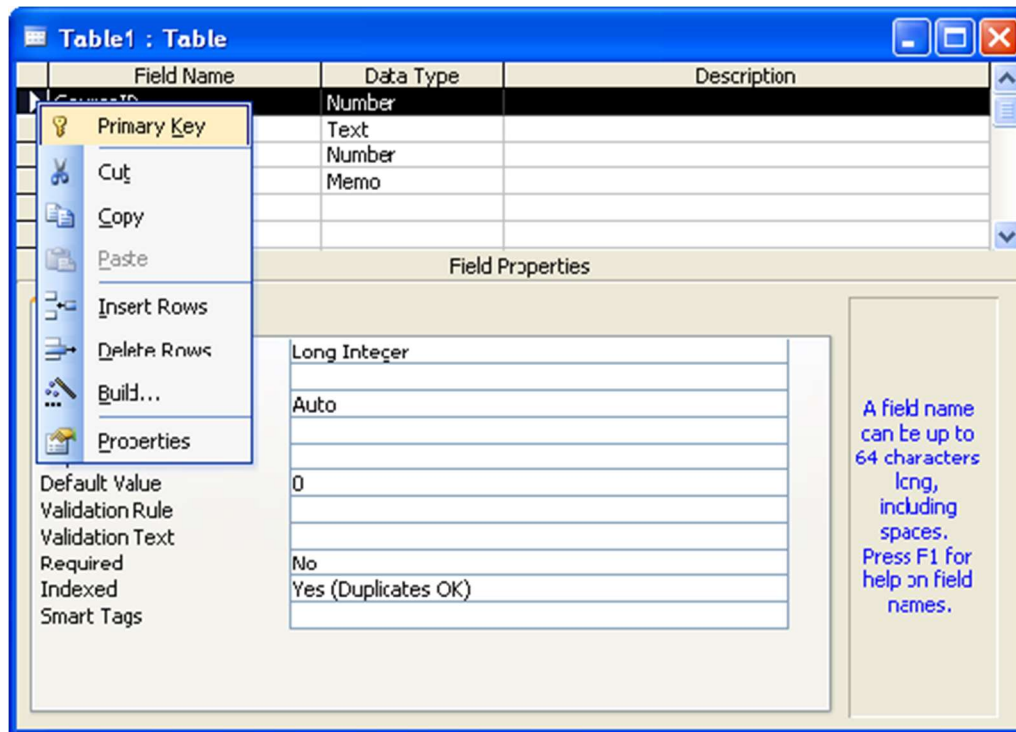 Table1 : Table
Field Name Data Type Description
Number
Primary Key Text
Number
Cut Memo
Copy
Paste Field Properties
Insert Rows
Delete Rows Long Integer
Build... Auto
Properties
Default Value 0
Validation Rule
Validation Text
Required No
Indexed Yes (Duplicates OK)
Smart Tags
A field name
can be up to
64 characters
long,
including
spaces.
Press F1 for
help on field
names.